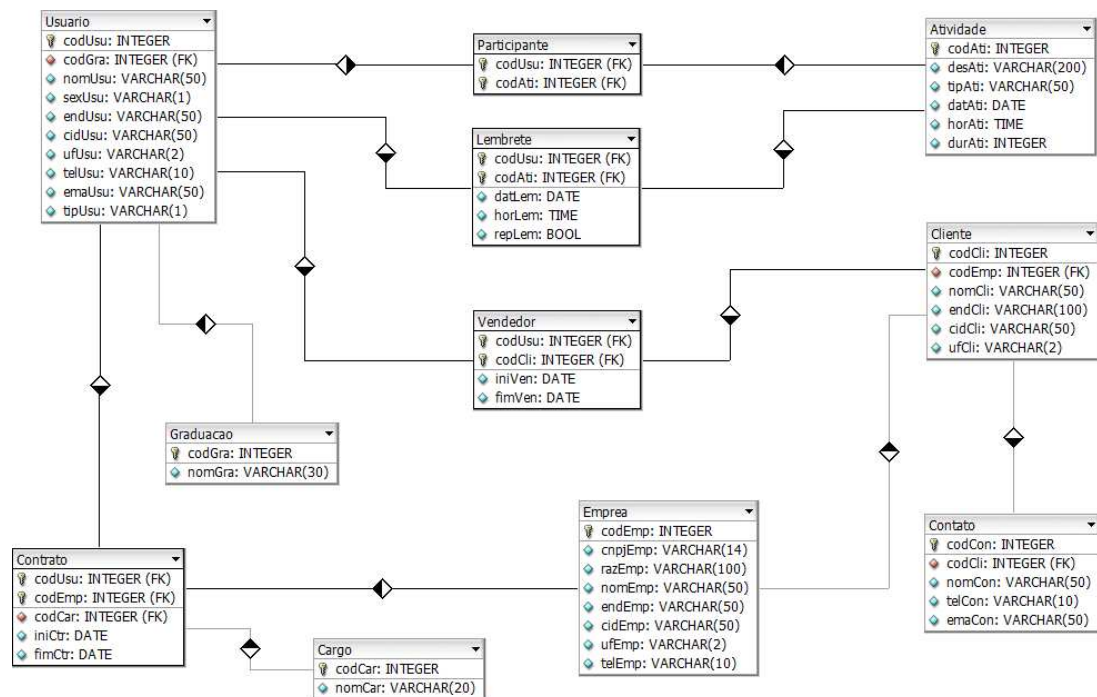 Usuario
codUsu: INTEGER
codGra: INTEGER (FK)
nomUsu: VARCHAR(50)
sexUsu: VARCHAR(1)
endUsu: VARCHAR(50)
cidUsu: VARCHAR(50)
ufUsu: VARCHAR(2)
telUsu: VARCHAR(10)
emaUsu: VARCHAR(50)
tipUsu: VARCHAR(1)
Participante
codUsu: INTEGER (FK)
codAti: INTEGER (FK)
Atividade
codAti: INTEGER
desAti: VARCHAR(200)
tipAti: VARCHAR(50)
datAti: DATE
horAti: TIME
durAti: INTEGER
Lembrete
codUsu: INTEGER (FK)
codAti: INTEGER (FK)
datLem: DATE
horLem: TIME
repLem: BOOL
Cliente
codCli: INTEGER
codEmp: INTEGER (FK)
nomCli: VARCHAR(50)
endCli: VARCHAR(100)
cidCli: VARCHAR(50)
ufCli: VARCHAR(2)
Vendedor
codUsu: INTEGER (FK)
codCli: INTEGER (FK)
iniVen: DATE
fimVen: DATE
Graduacao
codGra: INTEGER
nomGra: VARCHAR(30)
Emprea
codEmp: INTEGER
cnpjEmp: VARCHAR(14)
razEmp: VARCHAR(100)
nomEmp: VARCHAR(50)
endEmp: VARCHAR(50)
cidEmp: VARCHAR(50)
ufEmp: VARCHAR(2)
telEmp: VARCHAR(10)
Contato
codCon: INTEGER
codCli: INTEGER (FK)
nomCon: VARCHAR(50)
telCon: VARCHAR(10)
emaCon: VARCHAR(50)
Contrato
codUsu: INTEGER (FK)
codEmp: INTEGER (FK)
codCar: INTEGER (FK)
iniCtr: DATE
fimCtr: DATE
Cargo
codCar: INTEGER
nomCar: VARCHAR(20)